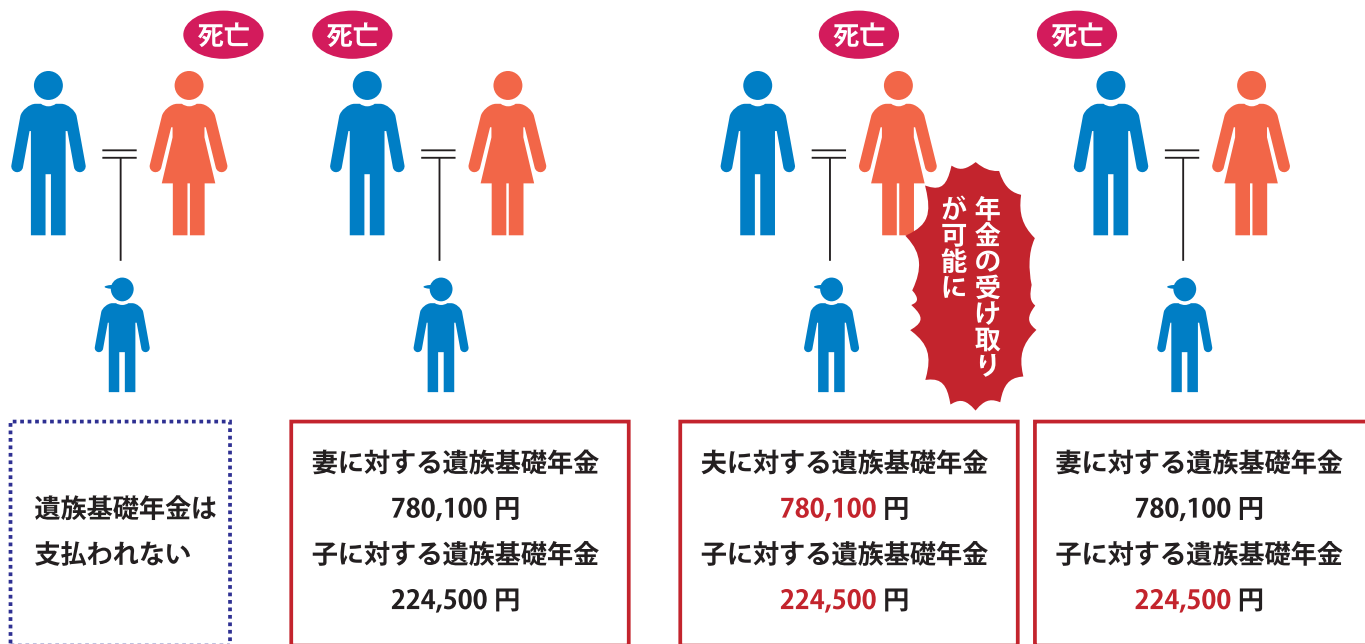 死亡
死亡
死亡
死亡
年金の受け取り
が可能に
遺族基礎年金は
支払われない
妻に対する遺族基礎年金
780,100 円
子に対する遺族基礎年金
224,500 円
夫に対する遺族基礎年金
780,100 円
子に対する遺族基礎年金
224,500 円
妻に対する遺族基礎年金
780,100 円
子に対する遺族基礎年金
224,500 円